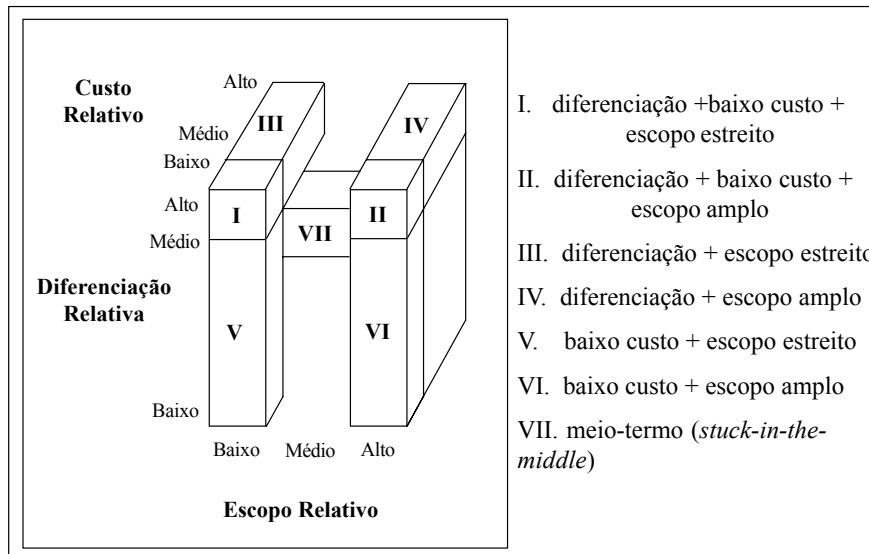 Custo
Relativo
Alto
Médio
Baixo
III
IV
Alto
Médio
I
II
VII
Diferenciação
Relativa
V
VI
Baixo
Baixo Médio Alto
Escopo Relativo
I. diferenciação +baixo custo +
escopo estreito
II. diferenciação + baixo custo +
escopo amplo
III. diferenciação + escopo estreito
IV. diferenciação + escopo amplo
V. baixo custo + escopo estreito
VI. baixo custo + escopo amplo
VII. meio-termo (stuck-in-the-
middle)